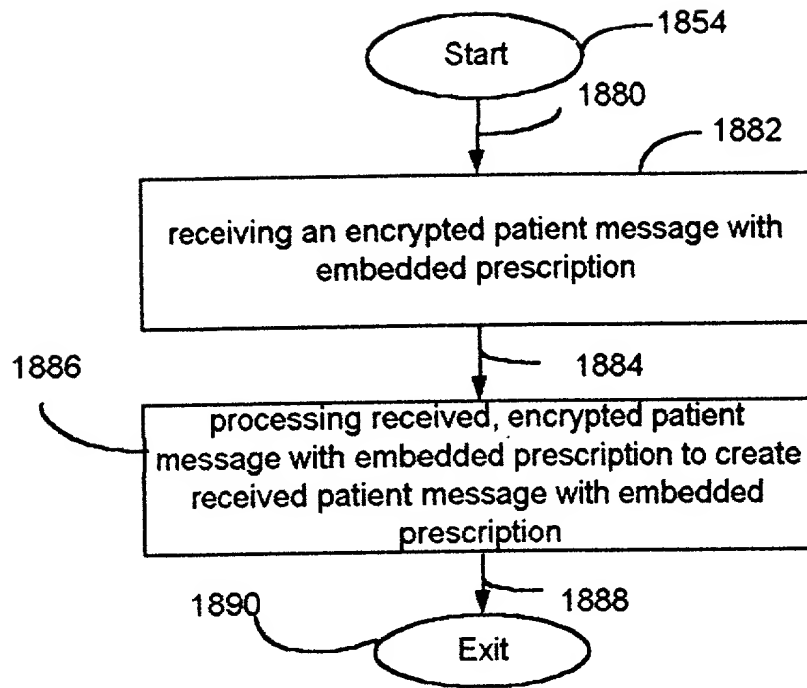 Start
1854
1880
1882
receiving an encrypted patient message with
embedded prescription
1884
1886
processing received, encrypted patient
message with embedded prescription to create
received patient message with embedded
prescription
1888
1890
Exit